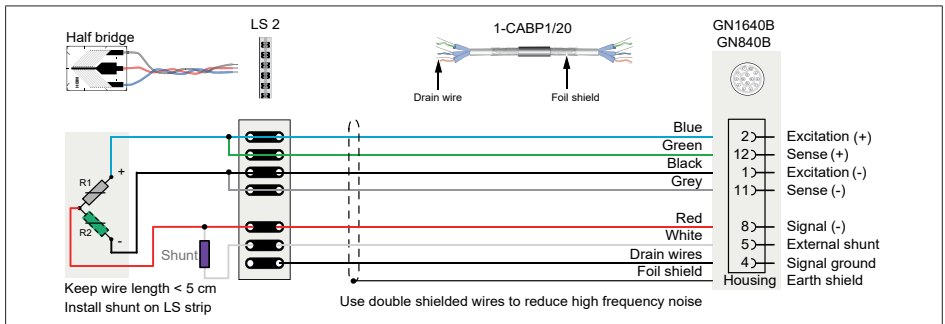 Half bridge
LS 2
1-CABP1/20
GN1640B
GN840B
Drain wire
Foil shield
Blue
2
Excitation (+)
Green
12
Sense (+)
Black
1
Excitation (-)
Grey
11
Sense (-)
R1
+
R2
-
Red
8
Signal (-)
White
5
External shunt
Shunt
Drain wires
4
Signal ground
Foil shield
Housing
Earth shield
Keep wire length < 5 cm
Install shunt on LS strip
Use double shielded wires to reduce high frequency noise